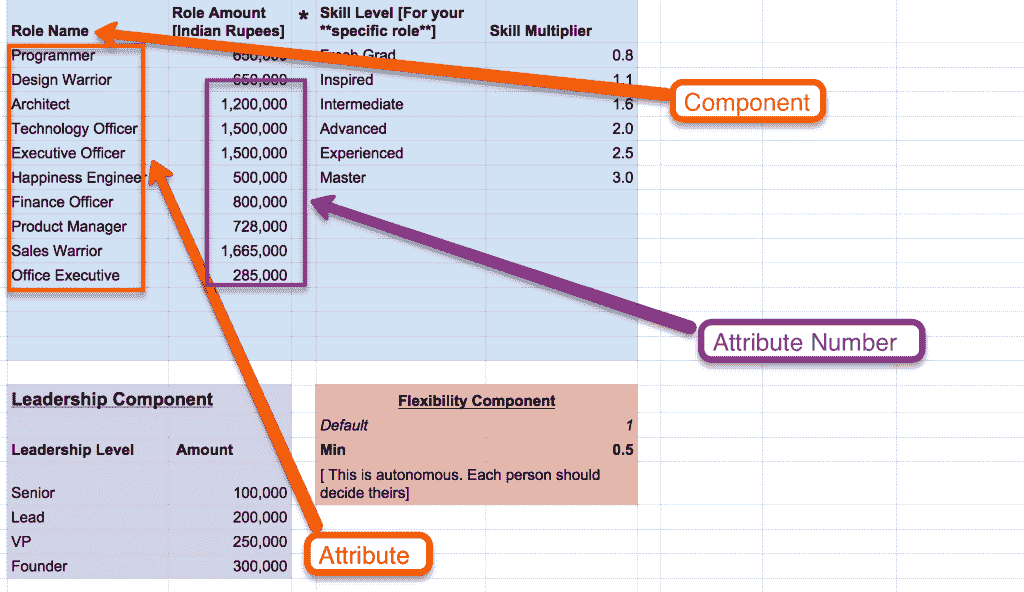 Role Name
Role Amount
[Indian Rupees]
*
Skill Level [For your
**specific role**]
Skill Multiplier
Programmer 650,000 Fresh Grad 0.8
Design Warrior 650,000 Inspired 1.1
Architect 1,200,000 Intermediate 1.6
Technology Officer 1,500,000 Advanced 2.0
Executive Officer 1,500,000 Experienced 2.5
Happiness Engineer 500,000 Master 3.0
Finance Officer 800,000
Product Manager 728,000
Sales Warrior 1,665,000
Office Executive 285,000
Component
Attribute Number
Leadership Component
Leadership Level Amount
Senior 100,000
Lead 200,000
VP 250,000
Founder 300,000
Flexibility Component
Default 1
Min 0.5
[ This is autonomous. Each person should
decide theirs]
Attribute